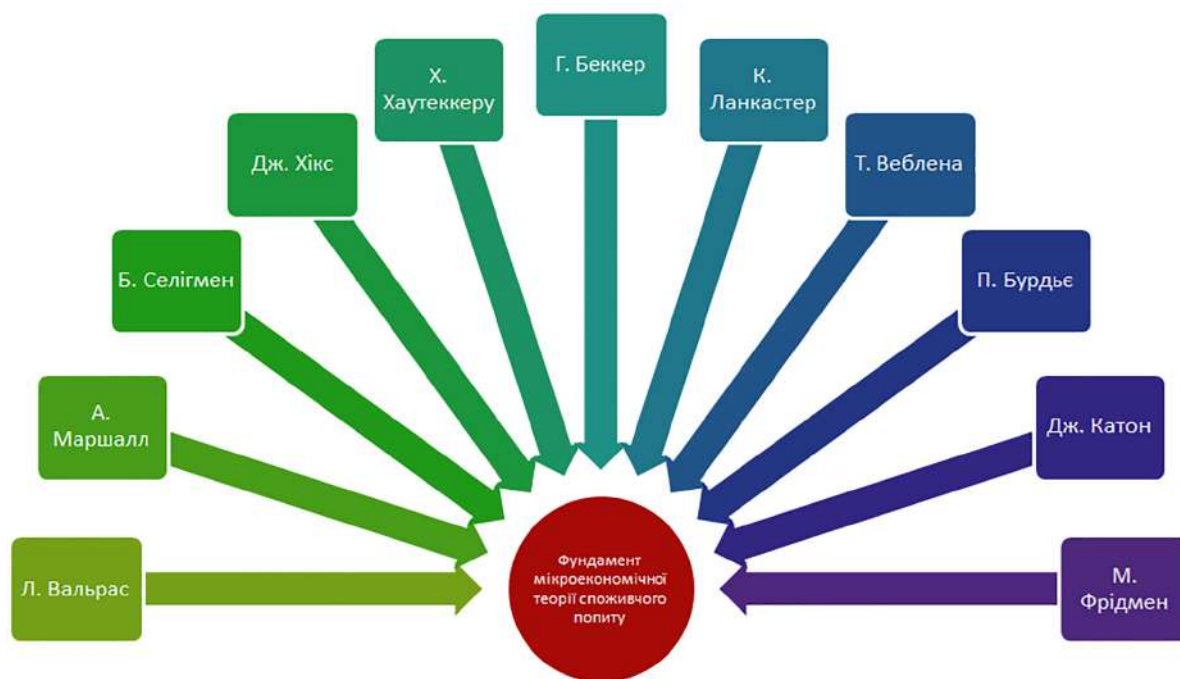 Л. Вальрас
А.
Маршалл
Б. Селігмен
Дж. Хікс
Х.
Хаутеккеру
Г. Беккер
К.
Ланкастер
Т. Веблена
П. Бурдьє
Дж. Катон
М.
Фрідмен
Фундамент
мікроекономічної
теорії споживчого
попиту